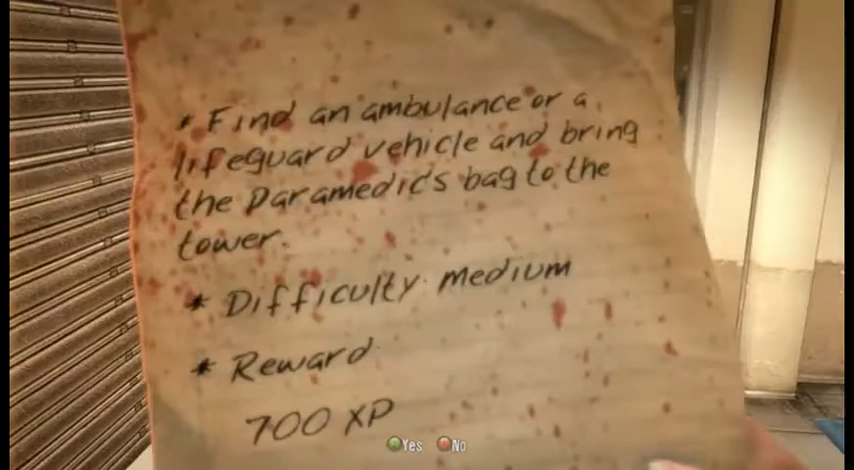 * Find an ambulance or a
lifeguard vehicle and bring
the Paramedics bag to the
tower.
* Difficulty medium
* Reward
700 XP
Yes No